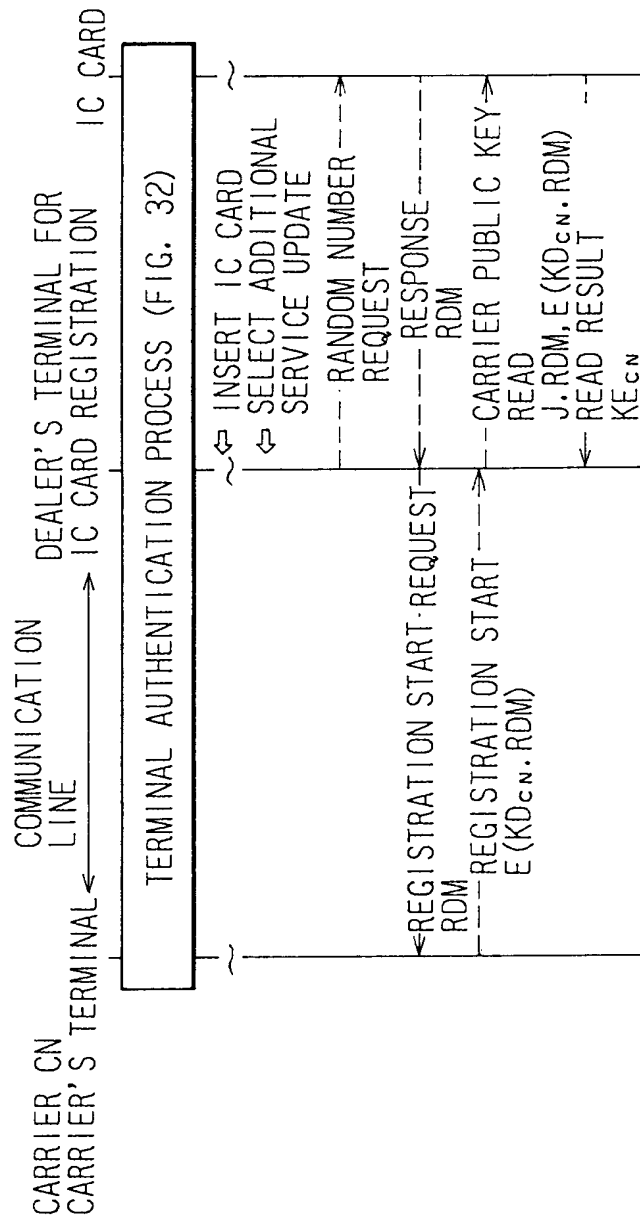 CARRIER CN
CARRIER'S TERMINAL
COMMUNICATION
LINE
DEALER'S TERMINAL FOR
IC CARD REGISTRATION
IC CARD
TERMINAL AUTHENTICATION PROCESS (FIG. 32)
INSERT IC CARD
SELECT ADDITIONAL
SERVICE UPDATE
RANDOM NUMBER
REQUEST
RESPONSE
RDM
REGISTRATION START REQUEST
RDM
REGISTRATION START
E(KDCN. RDM)
CARRIER PUBLIC KEY
READ
J.RDM, E(KDCN. RDM)
READ RESULT
KECN